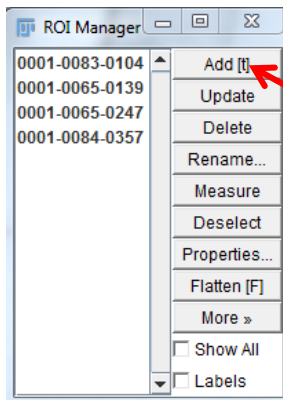 ROI Manager
0001-0083-0104
0001-0065-0139
0001-0065-0247
0001-0084-0357
Add [t]
Update
Delete
Rename...
Measure
Deselect
Properties...
Flatten [F]
More »
Show All
Labels